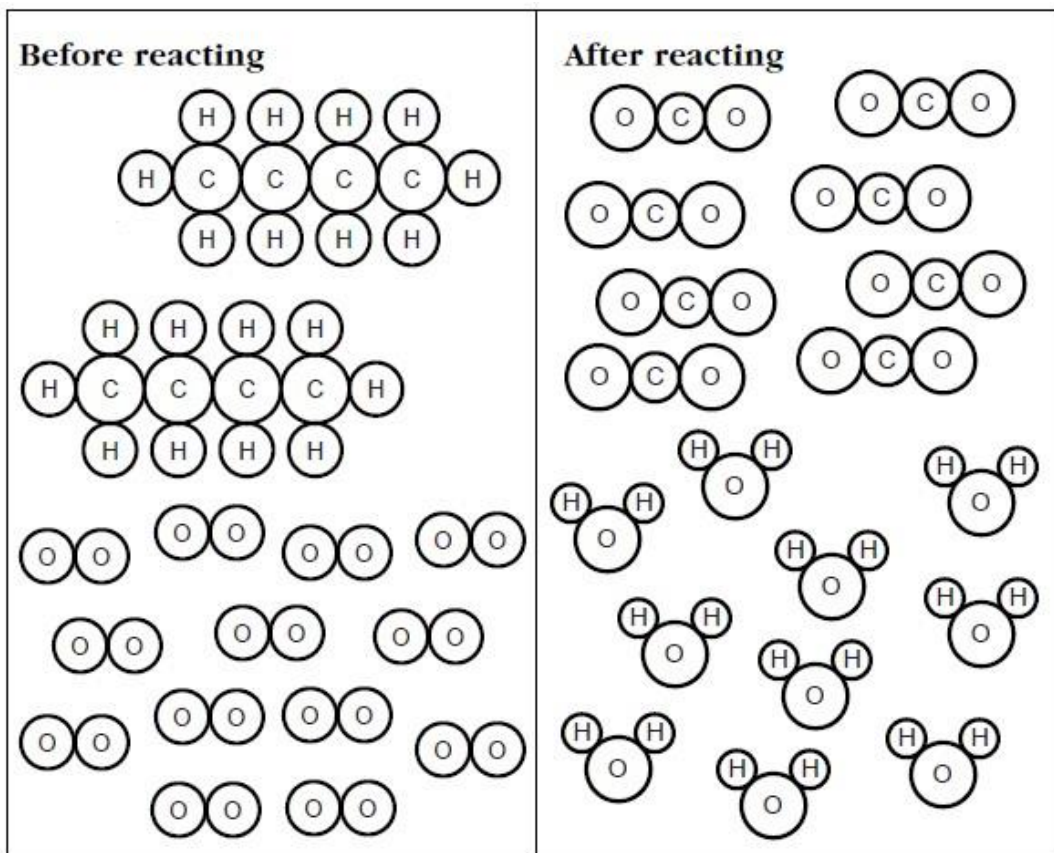 Before reacting
H H H H
H C C C C H
H H H H
H H H H
H C C C C H
H H H H
O O O O O O O O
O O O O O O
O O O O O O O O
O O O O
After reacting
O C O O C O
O C O O C O
O C O O C O
O C O O C O
H H
O
H H
O
H H
O
H H
O
H H
O
H H
O
H H
O
H H
O
H H
O
H H
O